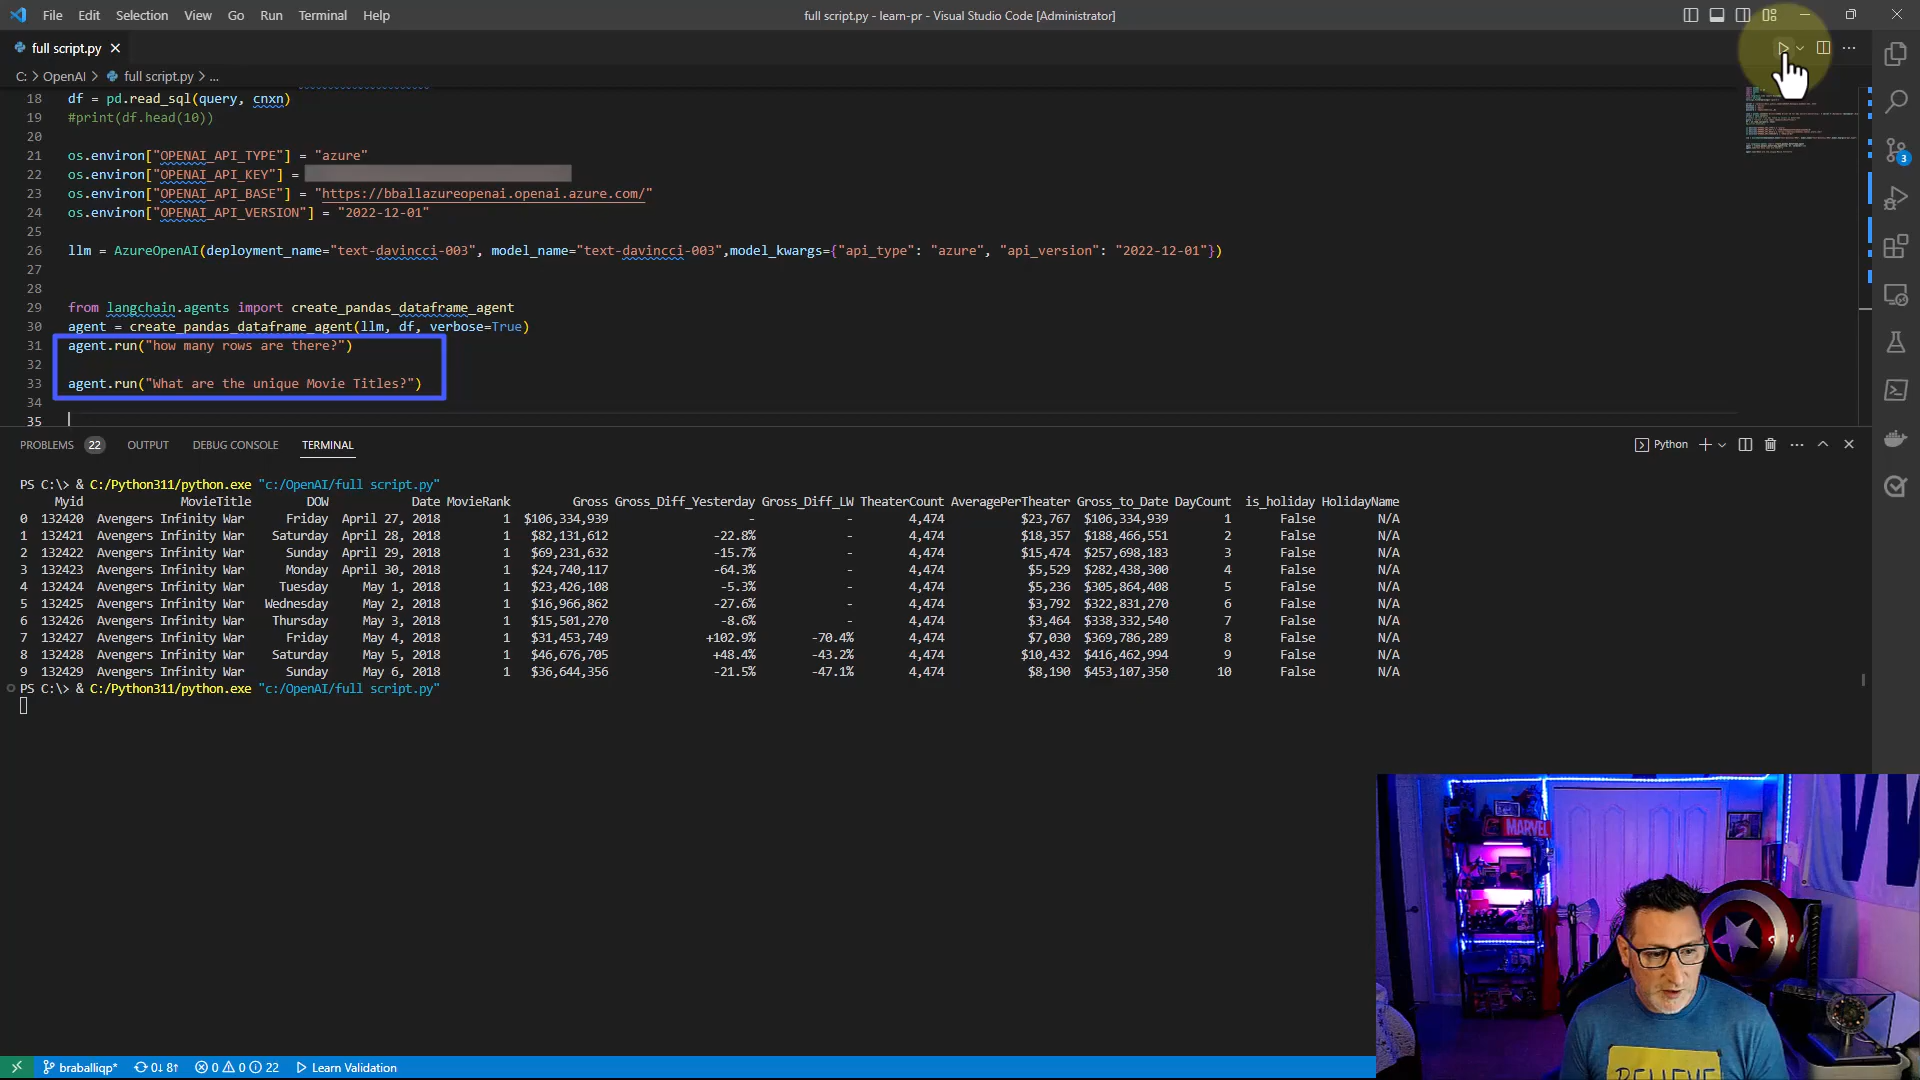 File Edit Selection View Go Run Terminal Help
full script.py - learn-pr - Visual Studio Code [Administrator]
full script.py
C: > OpenAI > full script.py > ...
18 df = pd.read_sql(query, cnxn)
19 #print(df.head(10))
20
21 os.environ["OPENAI_API_TYPE"] = "azure"
22 os.environ["OPENAI_API_KEY"] =
23 os.environ["OPENAI_API_BASE"] = "https://bballazureopenai.openai.azure.com/"
24 os.environ["OPENAI_API_VERSION"] = "2022-12-01"
25
26 llm = AzureOpenAI(deployment_name="text-davincci-003", model_name="text-davincci-003",model_kwargs={"api_type": "azure", "api_version": "2022-12-01"})
27
28
29 from langchain.agents import create_pandas_dataframe_agent
30 agent = create_pandas_dataframe_agent(llm, df, verbose=True)
31 agent.run("how many rows are there?")
32
33 agent.run("What are the unique Movie Titles?")
34
35
3
PROBLEMS 22 OUTPUT DEBUG CONSOLE TERMINAL
Python
PS C:\> & C:/Python311/python.exe "c:/OpenAI/full script.py"
Myid MovieTitle DOW Date MovieRank Gross Gross_Diff_Yesterday Gross_Diff_LW TheaterCount AveragePerTheater Gross_to_Date DayCount is_holiday HolidayName
0 132420 Avengers Infinity War Friday April 27, 2018 1 $106,334,939 - - 4,474 $23,767 $106,334,939 1 False N/A
1 132421 Avengers Infinity War Saturday April 28, 2018 1 $82,131,612 -22.8% - 4,474 $18,357 $188,466,551 2 False N/A
2 132422 Avengers Infinity War Sunday April 29, 2018 1 $69,231,632 -15.7% - 4,474 $15,474 $257,698,183 3 False N/A
3 132423 Avengers Infinity War Monday April 30, 2018 1 $24,740,117 -64.3% - 4,474 $5,529 $282,438,300 4 False N/A
4 132424 Avengers Infinity War Tuesday May 1, 2018 1 $23,426,108 -5.3% - 4,474 $5,236 $305,864,408 5 False N/A
5 132425 Avengers Infinity War Wednesday May 2, 2018 1 $16,966,862 -27.6% - 4,474 $3,792 $322,831,270 6 False N/A
6 132426 Avengers Infinity War Thursday May 3, 2018 1 $15,501,270 -8.6% - 4,474 $3,464 $338,332,540 7 False N/A
7 132427 Avengers Infinity War Friday May 4, 2018 1 $31,453,749 +102.9% -70.4% 4,474 $7,030 $369,786,289 8 False N/A
8 132428 Avengers Infinity War Saturday May 5, 2018 1 $46,676,705 +48.4% -43.2% 4,474 $10,432 $416,462,994 9 False N/A
9 132429 Avengers Infinity War Sunday May 6, 2018 1 $36,644,356 -21.5% -47.1% 4,474 $8,190 $453,107,350 10 False N/A
PS C:\> & C:/Python311/python.exe "c:/OpenAI/full script.py"
MARVEL
BELIEVE
braballiqp* 0↓ 8↑ 0 0 22 Learn Validation